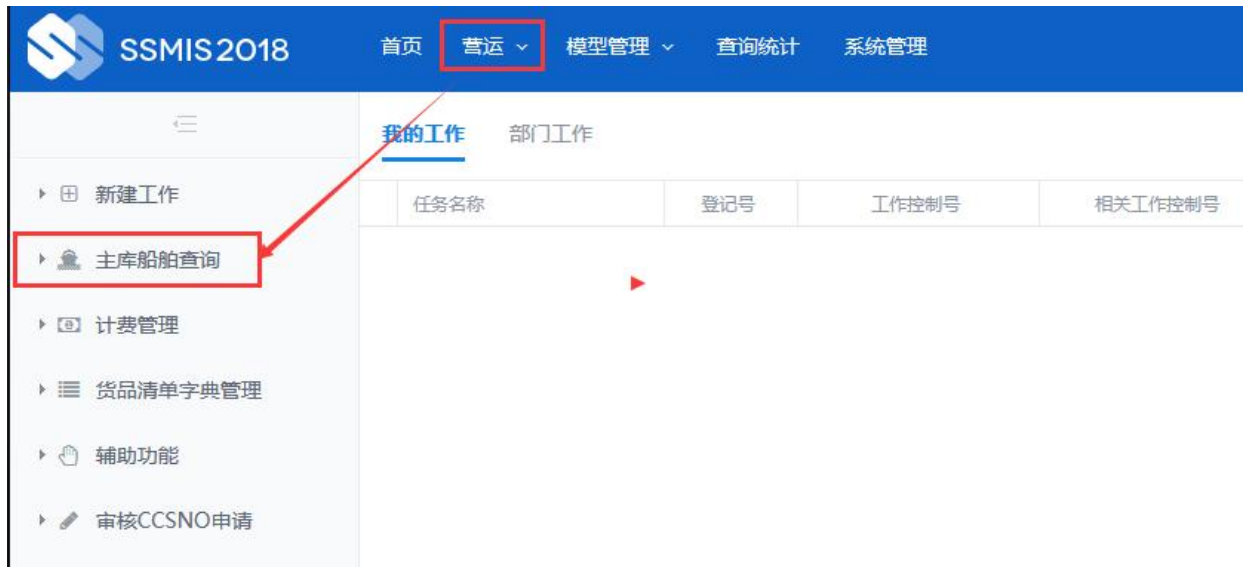 SSMIS2018 首页 营运 模型管理 查询统计 系统管理
我的工作 部门工作
任务名称 登记号 工作控制号 相关工作控制号
新建工作
主库船舶查询
计费管理
货品清单字典管理
辅助功能
审核CCSNO申请